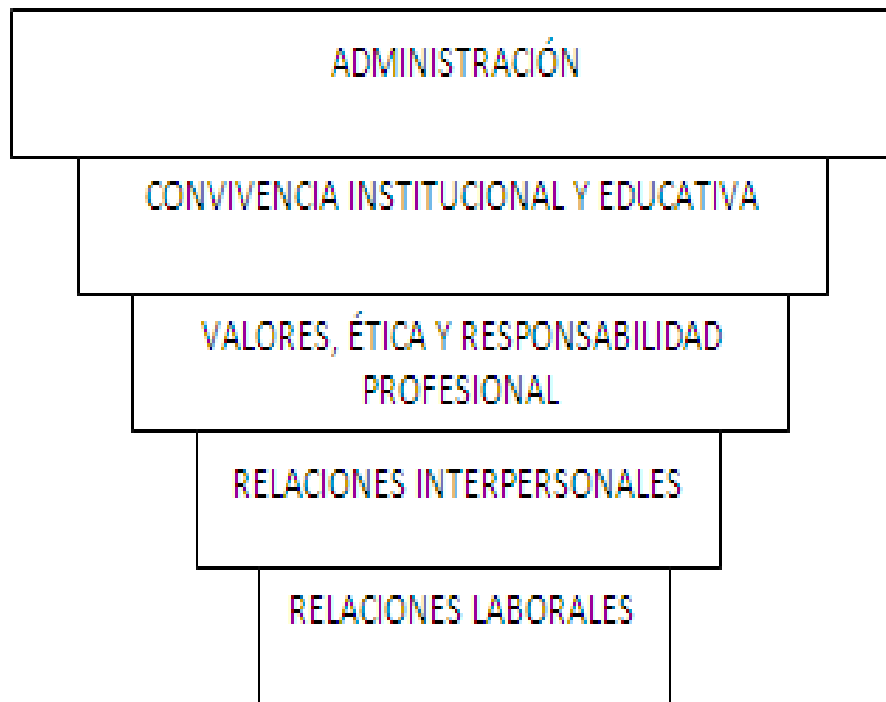 ADMINISTRACIÓN
CONVIVENCIA INSTITUCIONAL Y EDUCATIVA
VALORES, ÉTICA Y RESPONSABILIDAD
PROFESIONAL
RELACIONES INTERPERSONALES
RELACIONES LABORALES